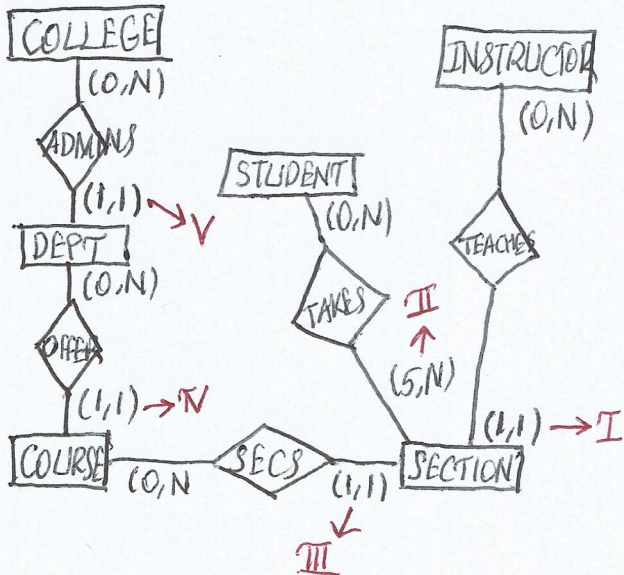 COLLEGE
(0,N)
ADMINS
(1,1)
V
DEPT
(0,N)
OFFERS
(1,1)
IV
COURSE
(0,N
SECS
(1,1)
III
STUDENT
(0,N)
TAKES
II
(5,N)
SECTION
(1,1)
I
INSTRUCTOR
(0,N)
TEACHES